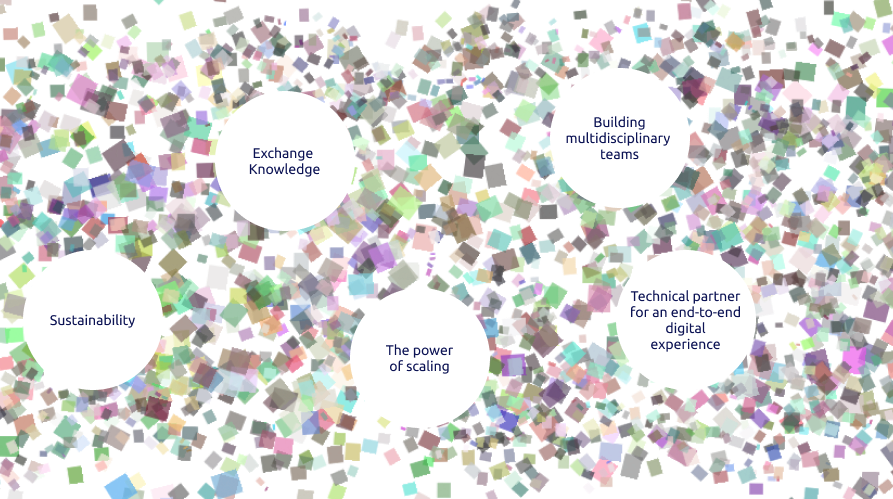 Building
multidisciplinary
teams
Exchange
Knowledge
Sustainability
The power
of scaling
Technical partner
for an end-to-end
digital
experience